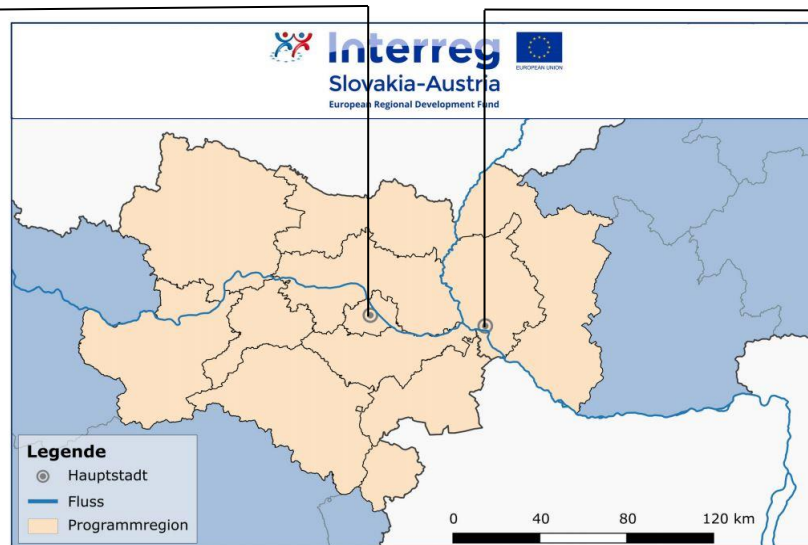 Interreg
EUROPEAN UNION
Slovakia-Austria
European Regional Development Fund
Legende
Hauptstadt
Fluss
Programmregion
0 40 80 120 km